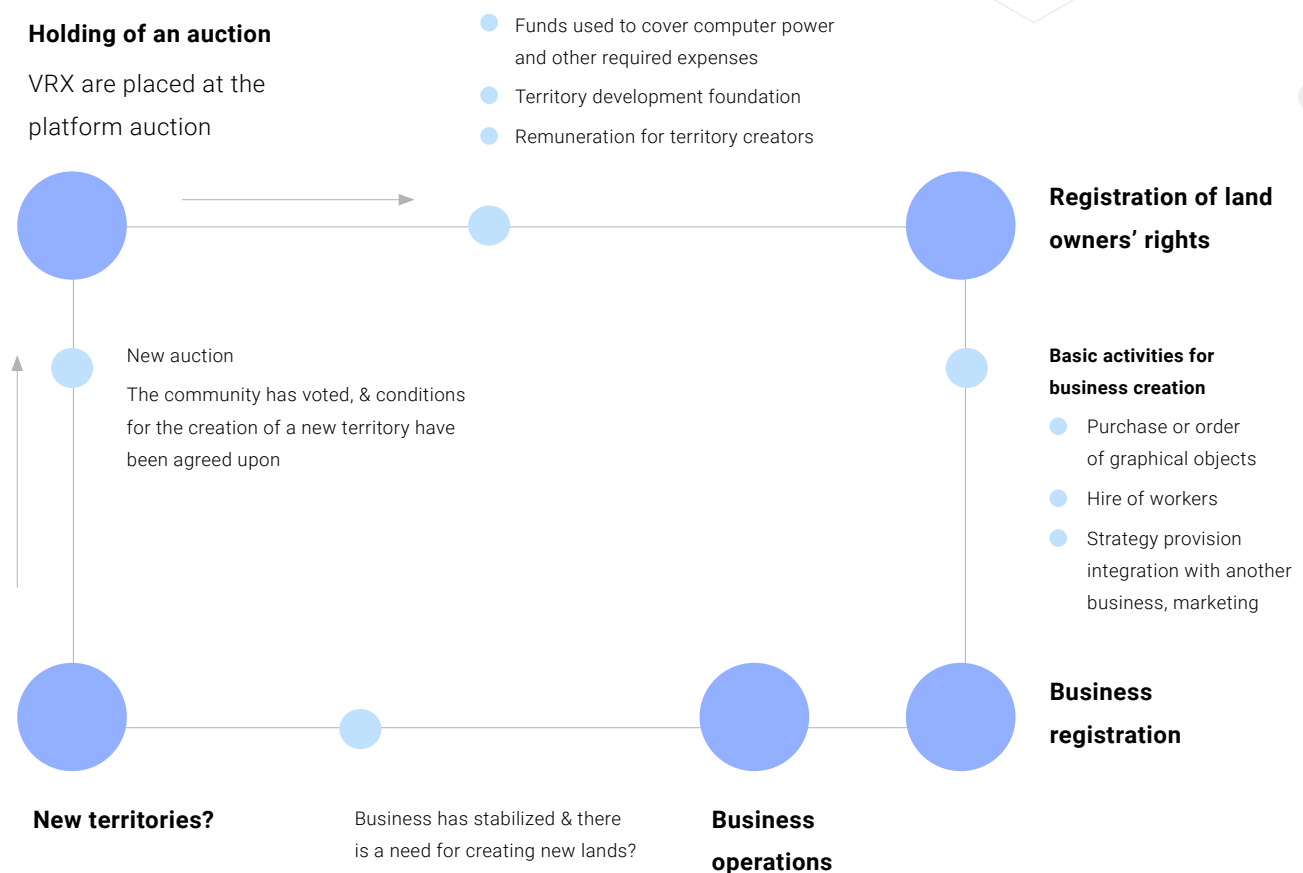 Holding of an auction
VRX are placed at the
platform auction
Funds used to cover computer power
and other required expenses
Territory development foundation
Remuneration for territory creators
Registration of land
owners’ rights
New auction
The community has voted, & conditions
for the creation of a new territory have
been agreed upon
Basic activities for
business creation
Purchase or order
of graphical objects
Hire of workers
Strategy provision
integration with another
business, marketing
Business
registration
New territories?
Business has stabilized & there
is a need for creating new lands?
Business
operations